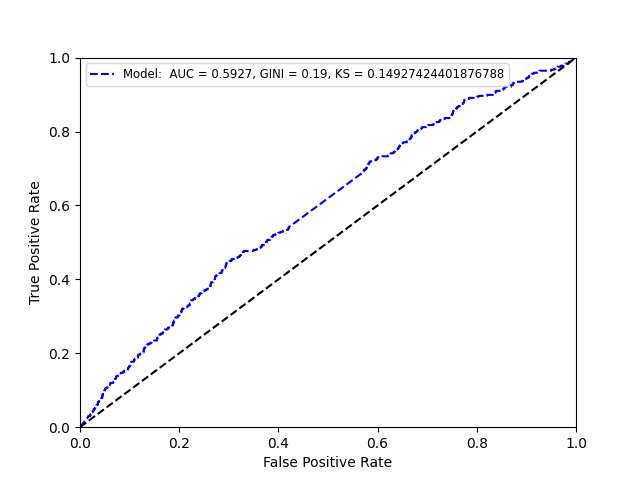 Model:  AUC = 0.5927, GINI = 0.19, KS = 0.14927424401876788
1.0
0.8
0.6
0.4
0.2
0.0
True Positive Rate
0.0 0.2 0.4 0.6 0.8 1.0
False Positive Rate